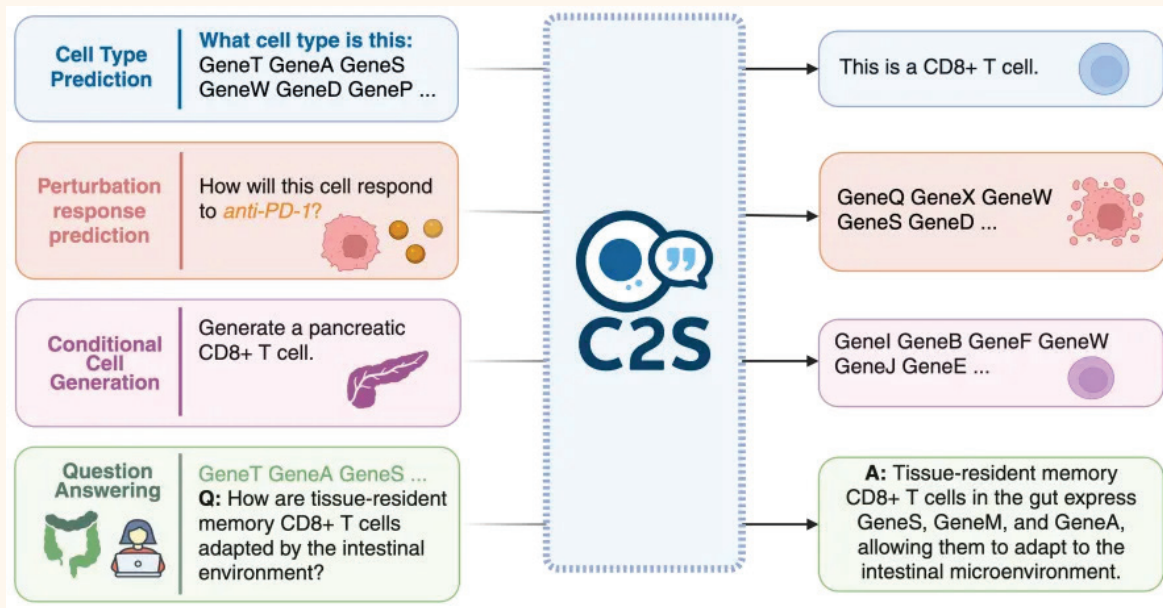 Cell Type
Prediction
What cell type is this:
GeneT GeneA GeneS
GeneW GeneD GeneP ...
This is a CD8+ T cell.
Perturbation
response
prediction
How will this cell respond
to anti-PD-1?
GeneQ GeneX GeneW
GeneS GeneD ...
C2S
Conditional
Cell
Generation
Generate a pancreatic
CD8+ T cell.
GeneI GeneB GeneF GeneW
GeneJ GeneE ...
Question
Answering
GeneT GeneA GeneS ...
Q: How are tissue-resident
memory CD8+ T cells
adapted by the intestinal
environment?
A: Tissue-resident memory
CD8+ T cells in the gut express
GeneS, GeneM, and GeneA,
allowing them to adapt to the
intestinal microenvironment.